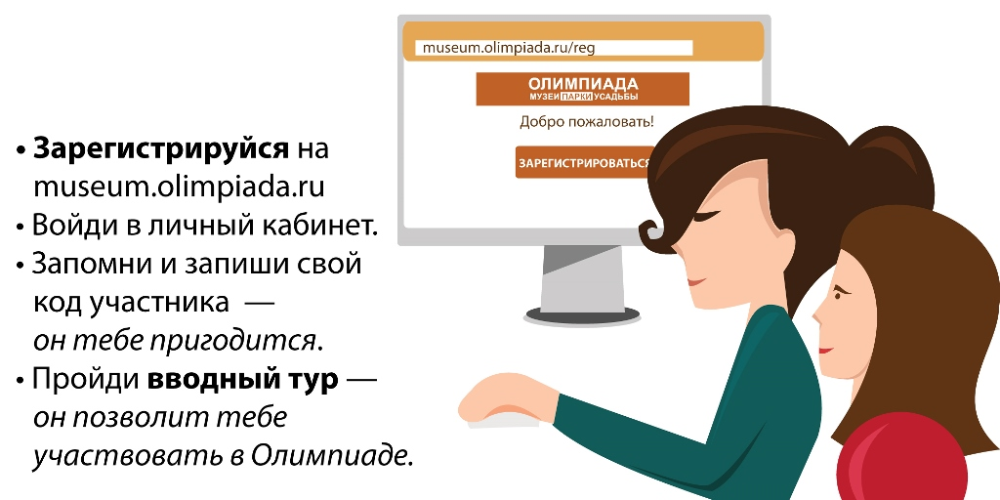 museum.olimpiada.ru/reg
ОЛИМПИАДА
МУЗЕИ ПАРКИ УСАДЬБЫ
Добро пожаловать!
ЗАРЕГИСТРИРОВАТЬСЯ
• Зарегистрируйся на
museum.olimpiada.ru
• Войди в личный кабинет.
• Запомни и запиши свой
код участника —
он тебе пригодится.
• Пройди вводный тур —
он позволит тебе
участвовать в Олимпиаде.